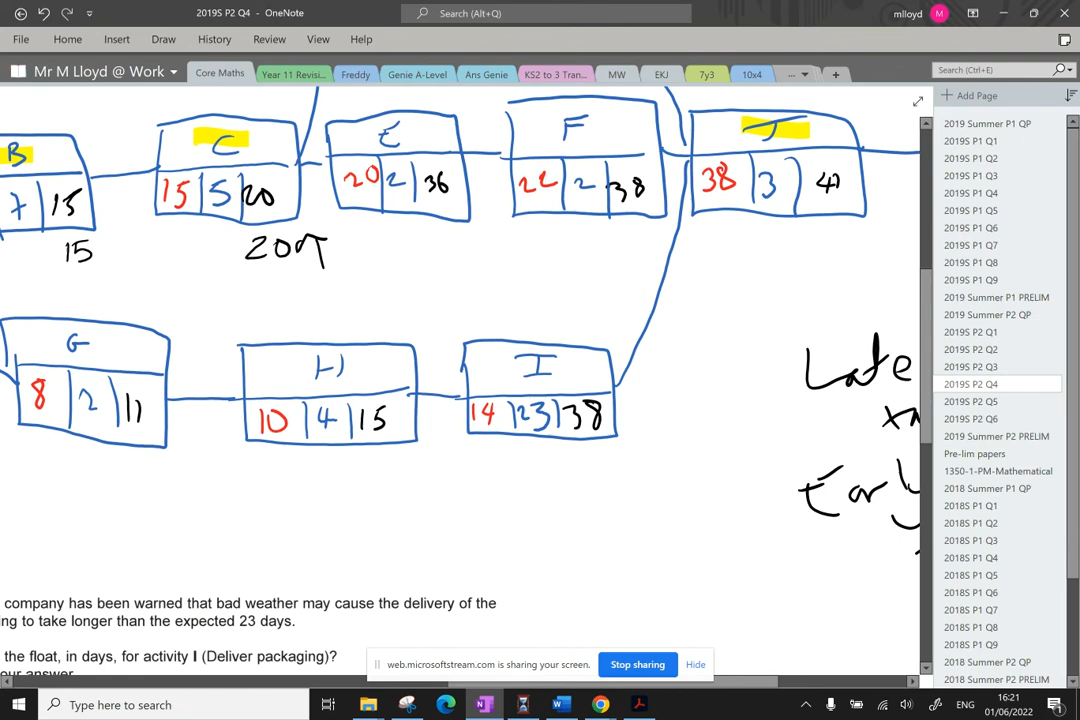 2019S P2 Q4 - OneNote
Search (Alt+Q)
mlloyd
M
File Home Insert Draw History Review View Help
Mr M Lloyd @ Work
Core Maths
Year 11 Revisi...
Freddy
Genie A-Level
Ans Genie
KS2 to 3 Tran...
MW
EKJ
7y3
10x4
...
Search (Ctrl+E)
Add Page
2019 Summer P1 QP
2019S P1 Q1
2019S P1 Q2
2019S P1 Q3
2019S P1 Q4
2019S P1 Q5
2019S P1 Q6
2019S P1 Q7
2019S P1 Q8
2019S P1 Q9
2019 Summer P1 PRELIM
2019 Summer P2 QP
2019S P2 Q1
2019S P2 Q2
2019S P2 Q3
2019S P2 Q4
2019S P2 Q5
2019S P2 Q6
2019 Summer P2 PRELIM
Pre-lim papers
1350-1-PM-Mathematical
2018 Summer P1 QP
2018S P1 Q1
2018S P1 Q2
2018S P1 Q3
2018S P1 Q4
2018S P1 Q5
2018S P1 Q6
2018S P1 Q7
2018S P1 Q8
2018S P1 Q9
2018 Summer P2 QP
2018 Summer P2 PRELIM
B
7 15
15
C
15 5 20
20
E
20 2 36
F
22 2 38
J
38 3 41
G
8 2 11
H
10 4 15
I
14 23 38
Late
Early
company has been warned that bad weather may cause the delivery of the
ing to take longer than the expected 23 days.
the float, in days, for activity I (Deliver packaging)?
our answer
web.microsoftstream.com is sharing your screen.
Stop sharing
Hide
Type here to search
ENG
16:21
01/06/2022
1